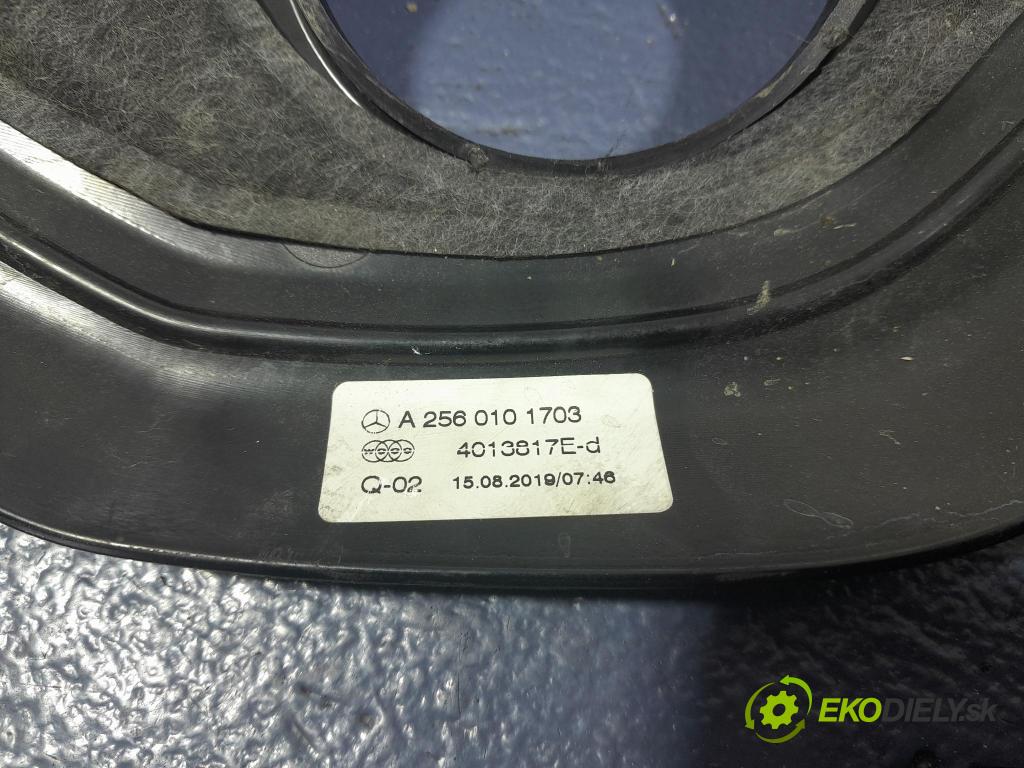 A 256 010 1703
4013817E-d
Q-02 15.08.2019/07:46
EKODIELY.sk